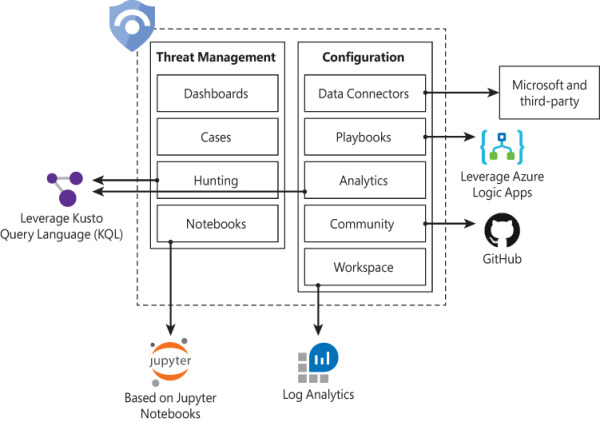 Threat Management
Dashboards
Cases
Hunting
Notebooks
Configuration
Data Connectors
Playbooks
Analytics
Community
Workspace
Microsoft and
third-party
Leverage Azure
Logic Apps
GitHub
Leverage Kusto
Query Language (KQL)
jupyter
Based on Jupyter
Notebooks
Log Analytics